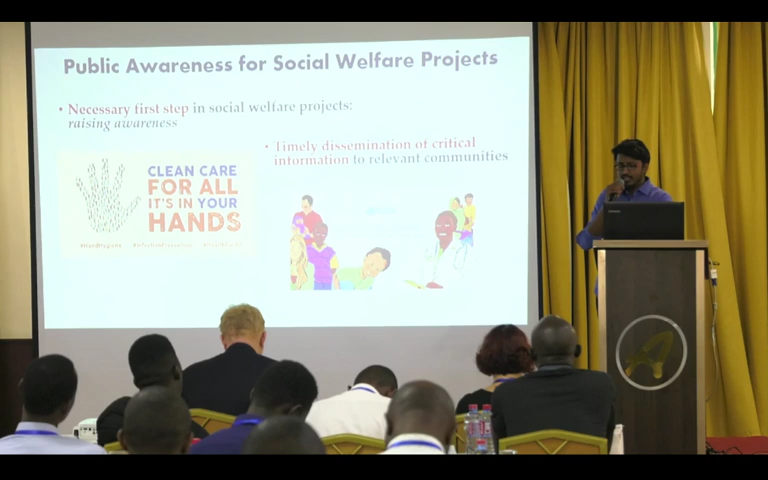 Public Awareness for Social Welfare Projects
• Necessary first step in social welfare projects:
raising awareness
• Timely dissemination of critical
information to relevant communities
CLEAN CARE
FOR ALL
IT'S IN YOUR
HANDS